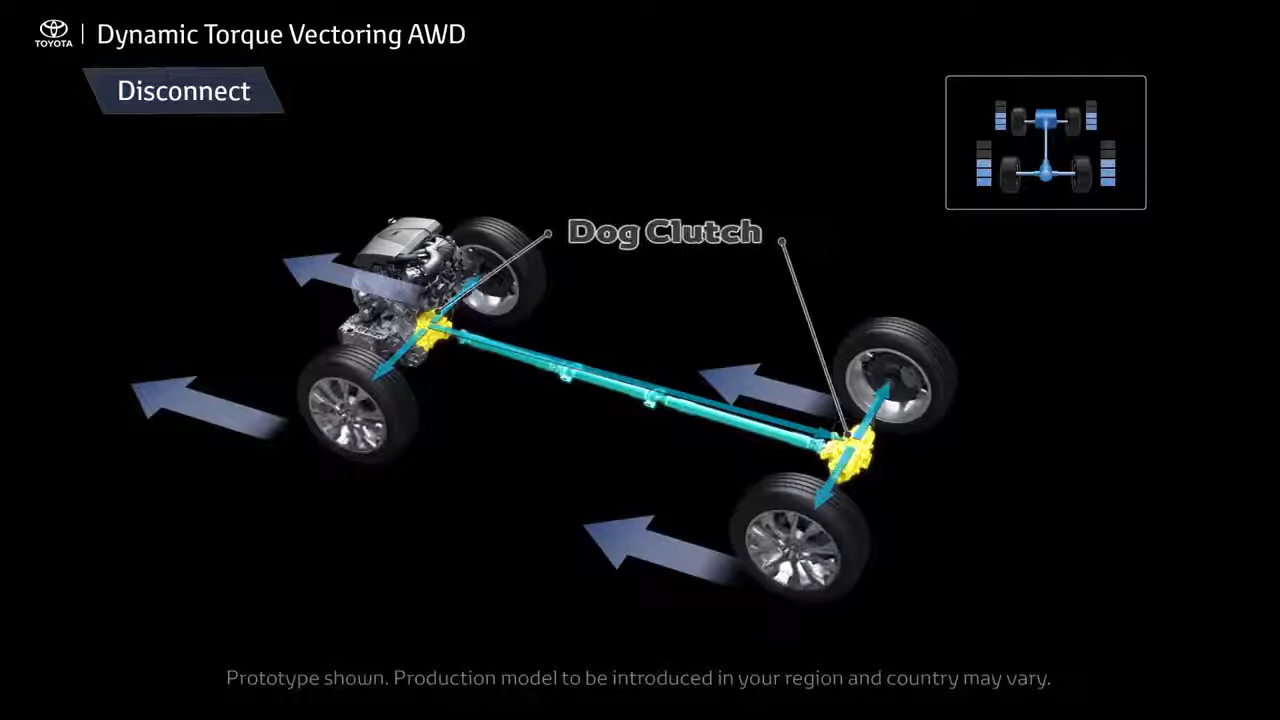 TOYOTA
Dynamic Torque Vectoring AWD
Disconnect
Dog Clutch
Prototype shown. Production model to be introduced in your region and country may vary.